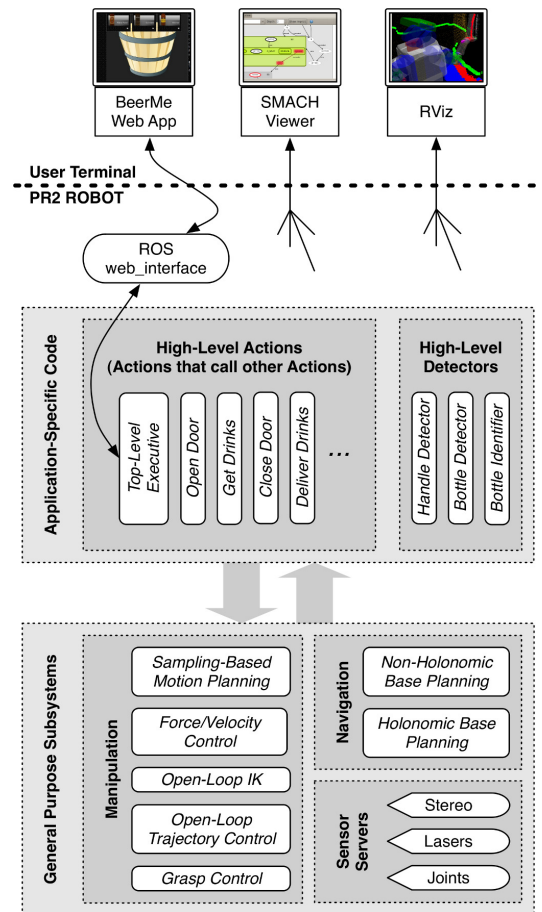 BeerMe
Web App
SMACH
Viewer
RViz
User Terminal
PR2 ROBOT
ROS
web_interface
Application-Specific Code
High-Level Actions
(Actions that call other Actions)
Top-Level
Executive
Open Door
Get Drinks
Close Door
Deliver Drinks
...
High-Level
Detectors
Handle Detector
Bottle Detector
Bottle Identifier
General Purpose Subsystems
Manipulation
Sampling-Based
Motion Planning
Force/Velocity
Control
Open-Loop IK
Open-Loop
Trajectory Control
Grasp Control
Navigation
Non-Holonomic
Base Planning
Holonomic Base
Planning
Sensor
Servers
Stereo
Lasers
Joints